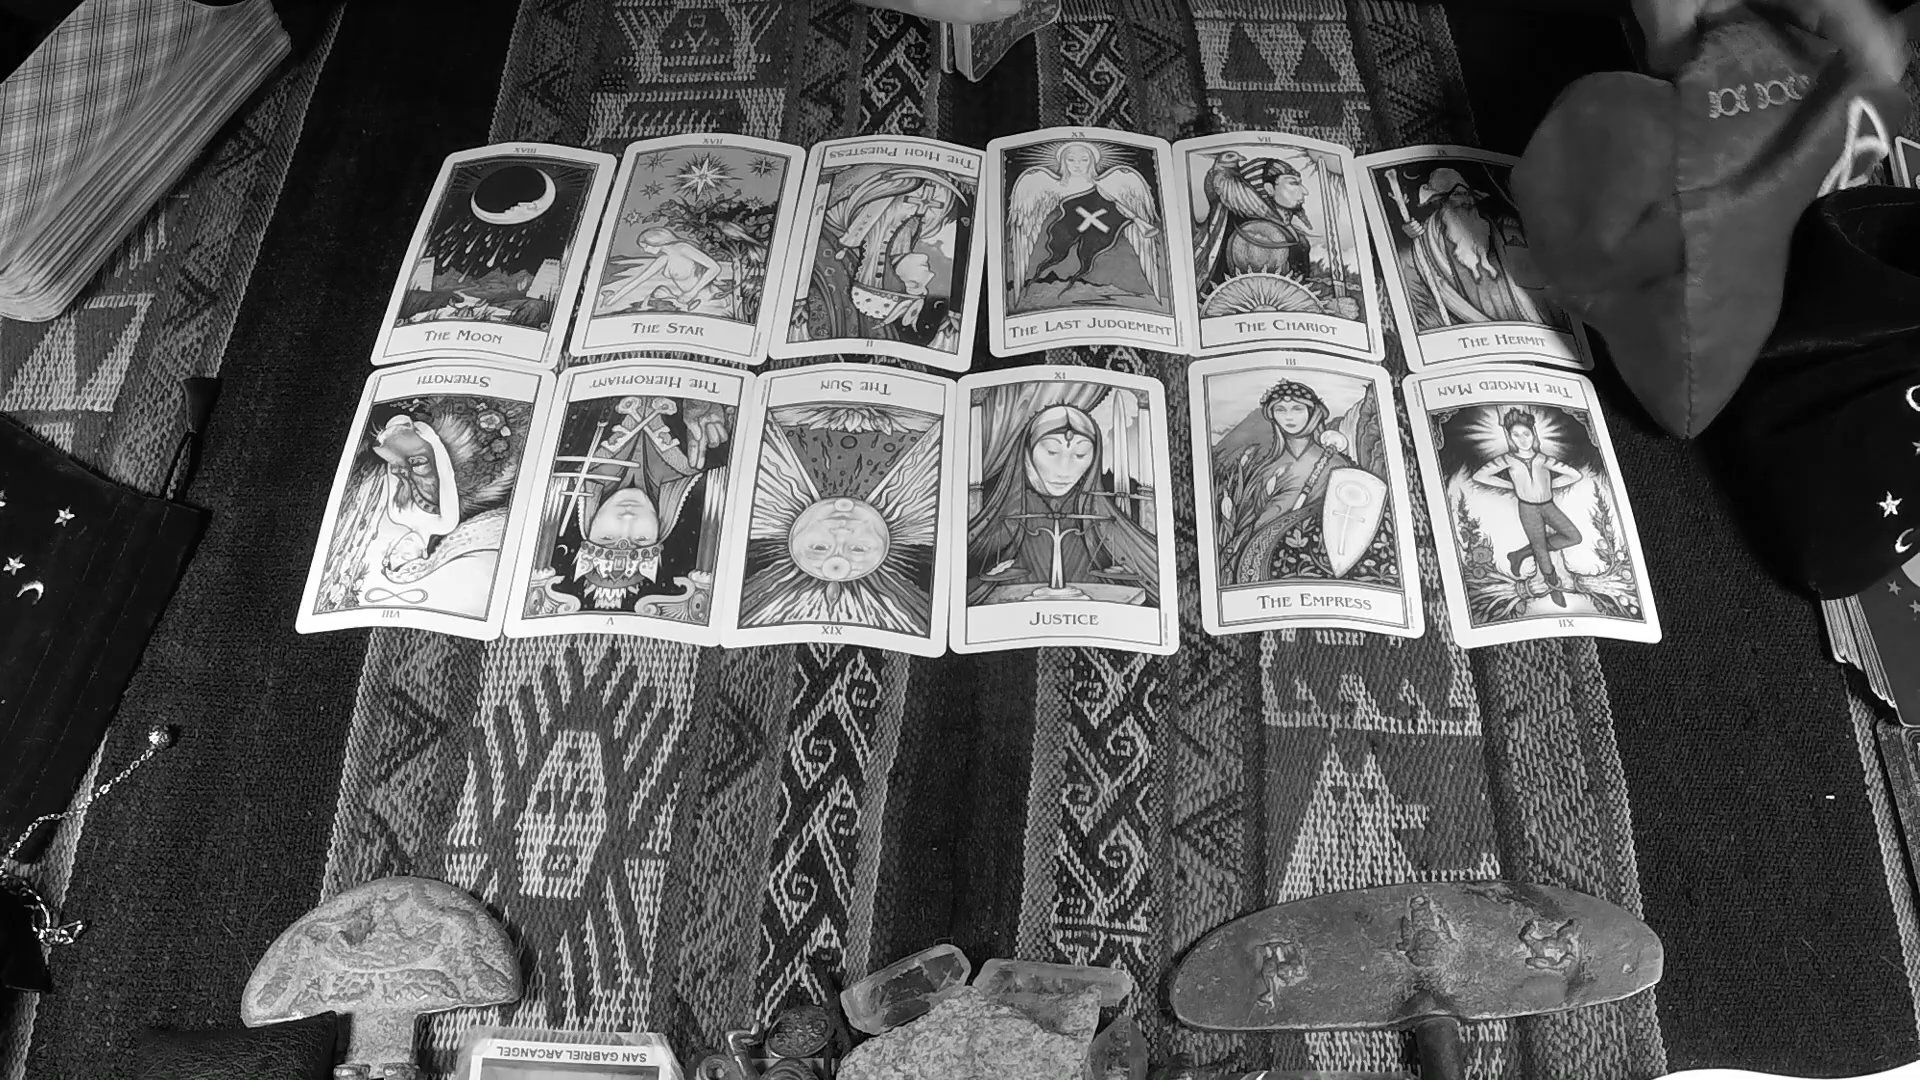 XVIII
XVII
THE HIGH PRIESTESS
XX
VII
IX
THE MOON
THE STAR
II
THE LAST JUDGEMENT
THE CHARIOT
THE HERMIT
STRENGTH
THE HIEROPHANT
THE SUN
XI
III
THE HANGED MAN
VIII
V
XIX
JUSTICE
THE EMPRESS
XII
SAN GABRIEL ARCANGEL
A